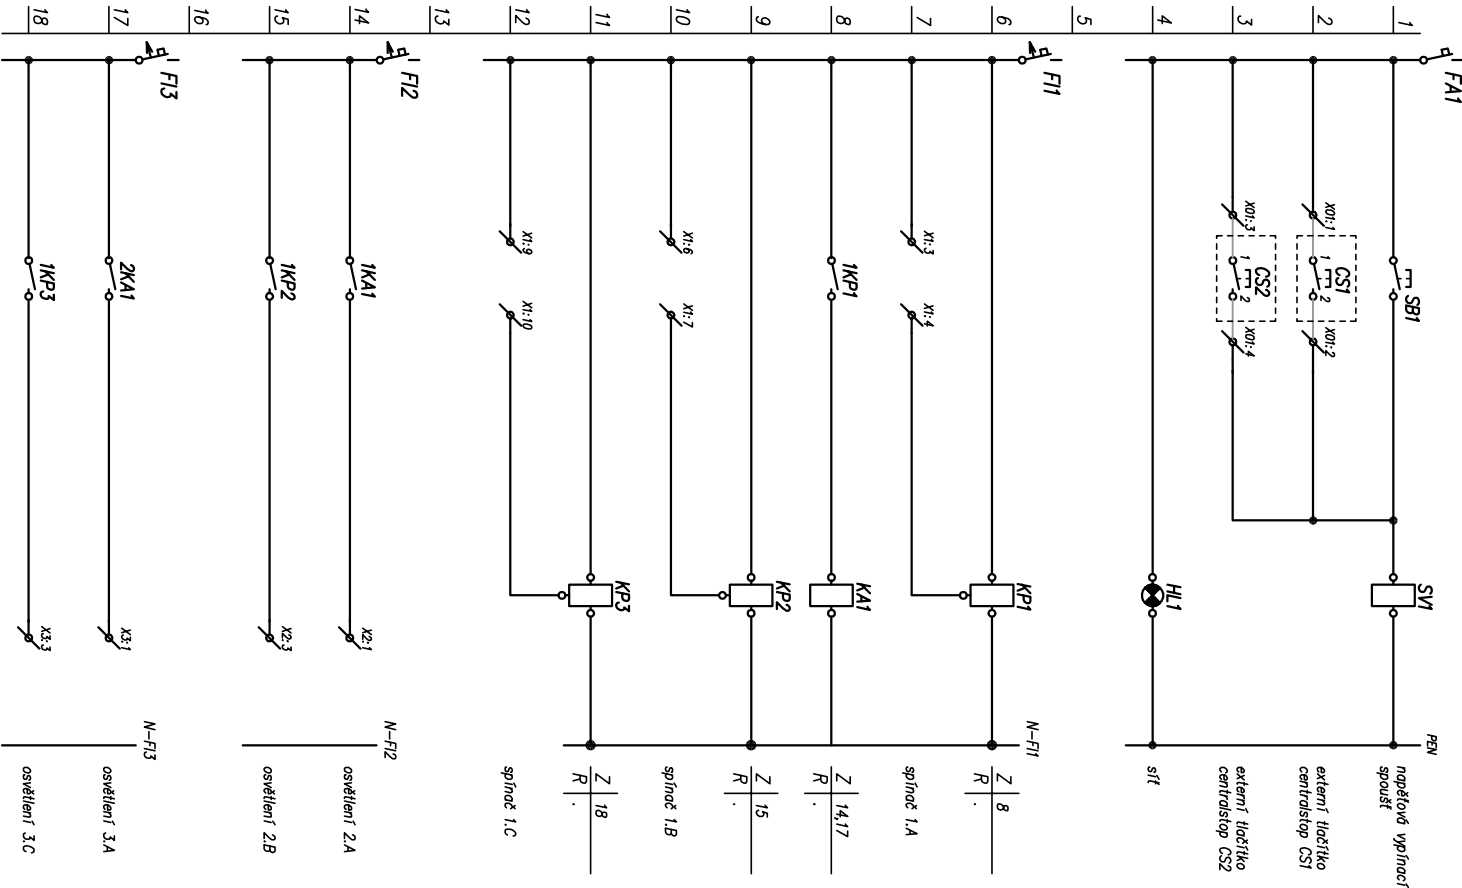 1
2
3
4
5
6
7
8
9
10
11
12
13
14
15
16
17
18
FA1
SB1
SV1
PEN
napěťová vypínací
spoušť
X01:1
CS1
1
2
X01:2
externí tlačítko
centralstop CS1
X01:3
CS2
1
2
X01:4
externí tlačítko
centralstop CS2
HL1
síť
FI1
KP1
N-FI1
Z 8
R .
X1:3
X1:4
spínač 1.A
1KP1
KA1
Z 14,17
R .
KP2
Z 15
R .
X1:6
X1:7
spínač 1.B
KP3
Z 18
R .
X1:9
X1:10
spínač 1.C
FI2
1KA1
X2:1
N-FI2
osvětlení 2.A
1KP2
X2:3
osvětlení 2.B
FI3
2KA1
X3:1
N-FI3
osvětlení 3.A
1KP3
X3:3
osvětlení 3.C